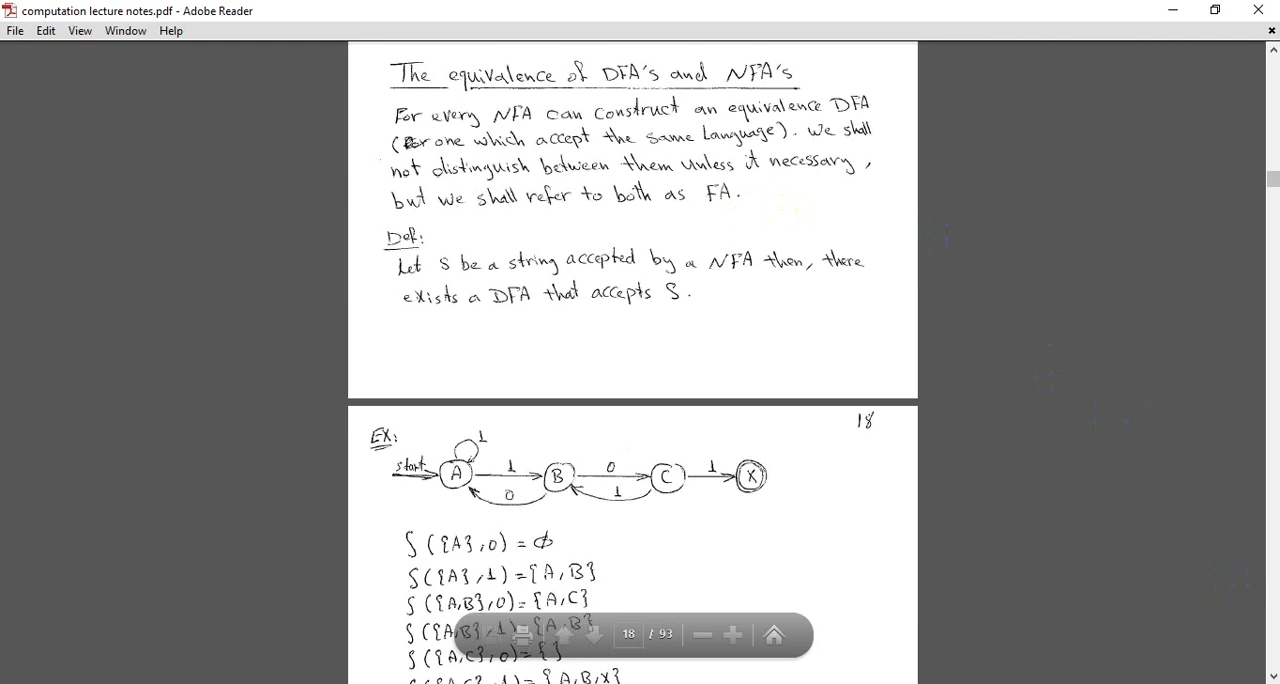 computation lecture notes.pdf - Adobe Reader
File Edit View Window Help
The equivalence of DFA's and NFA's
For every NFA can construct an equivalence DFA
(or one which accept the same Language). We shall
not distinguish between them unless it necessary,
but we shall refer to both as FA.
Def:
Let S be a string accepted by a NFA then, there
exists a DFA that accepts S.
18
EX:
1
start A 1 B 0 C 1 X
0 1
δ({A},0) = ∅
δ({A},1) = {A,B}
δ({A,B},0) = {A,C}
δ({A,B},1) = {A,B}
18 / 93
δ({A,C},0) = { }
δ({A,C},1) = {A,B,X}